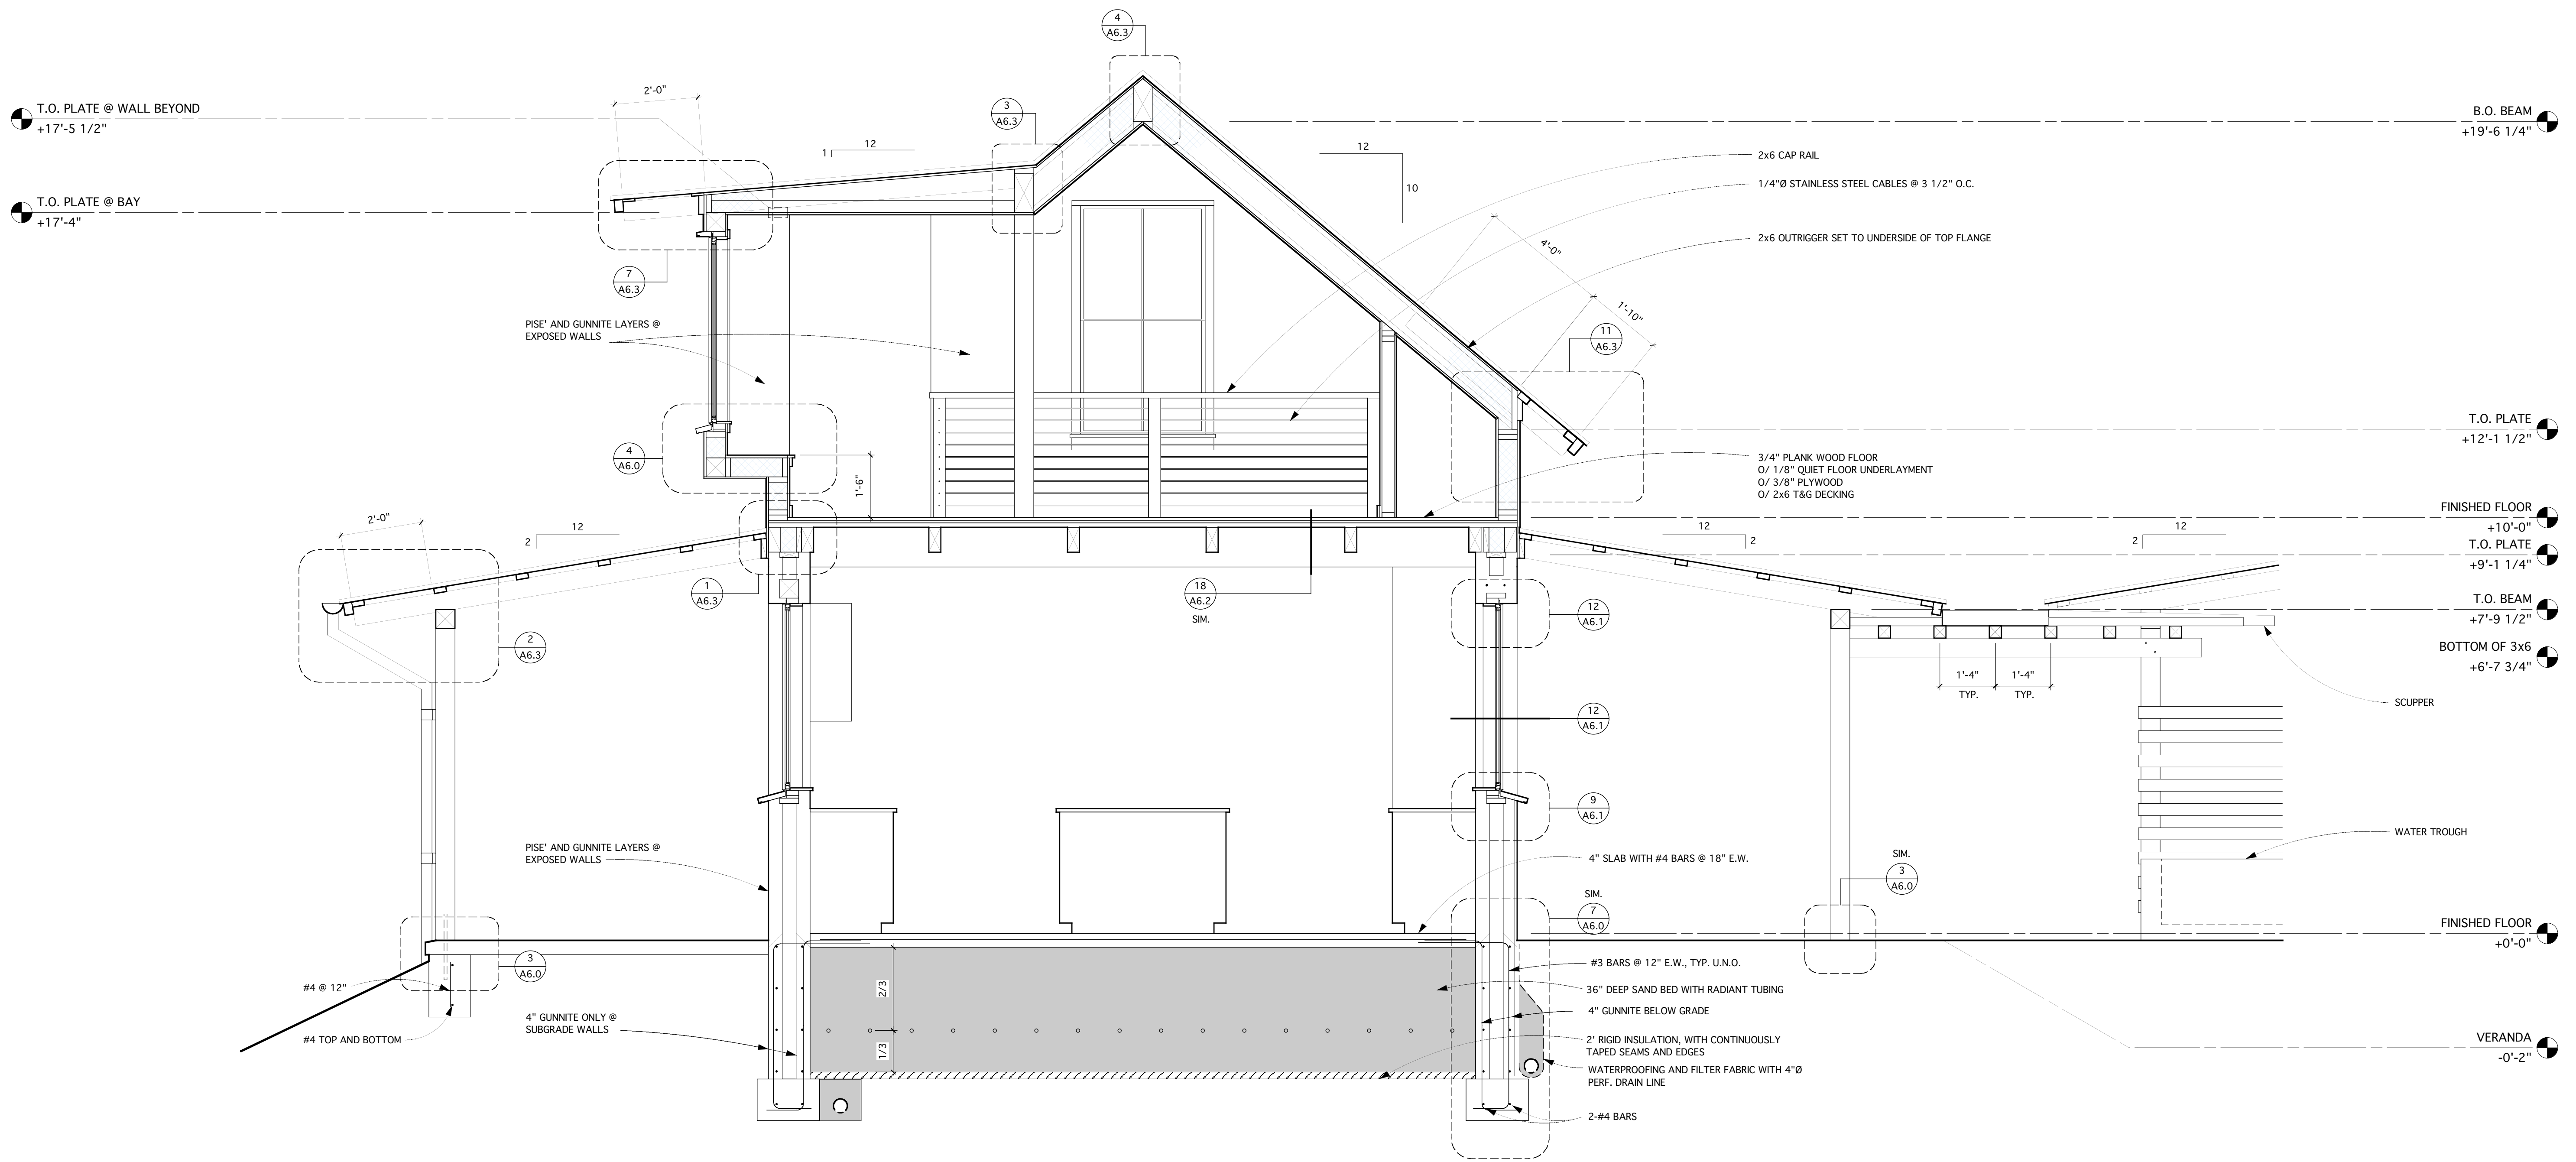 4
A6.3
T.O. PLATE @ WALL BEYOND
+17'-5 1/2"
2'-0"
3
A6.3
B.O. BEAM
+19'-6 1/4"
1
12
12
10
2x6 CAP RAIL
1/4"Ø STAINLESS STEEL CABLES @ 3 1/2" O.C.
T.O. PLATE @ BAY
+17'-4"
2x6 OUTRIGGER SET TO UNDERSIDE OF TOP FLANGE
4'-0"
1'-10"
7
A6.3
PISE' AND GUNNITE LAYERS @
EXPOSED WALLS
11
A6.3
T.O. PLATE
+12'-1 1/2"
4
A6.0
1'-6"
3/4" PLANK WOOD FLOOR
O/ 1/8" QUIET FLOOR UNDERLAYMENT
O/ 3/8" PLYWOOD
O/ 2x6 T&G DECKING
FINISHED FLOOR
+10'-0"
2'-0"
12
2
12
2
12
2
T.O. PLATE
+9'-1 1/4"
1
A6.3
18
A6.2
SIM.
12
A6.1
T.O. BEAM
+7'-9 1/2"
2
A6.3
BOTTOM OF 3x6
+6'-7 3/4"
1'-4"
TYP.
1'-4"
TYP.
SCUPPER
12
A6.1
9
A6.1
WATER TROUGH
PISE' AND GUNNITE LAYERS @
EXPOSED WALLS
4" SLAB WITH #4 BARS @ 18" E.W.
SIM.
3
A6.0
SIM.
7
A6.0
FINISHED FLOOR
+0'-0"
3
A6.0
#3 BARS @ 12" E.W., TYP. U.N.O.
#4 @ 12"
2/3
36" DEEP SAND BED WITH RADIANT TUBING
4" GUNNITE ONLY @
SUBGRADE WALLS
4" GUNNITE BELOW GRADE
#4 TOP AND BOTTOM
1/3
2' RIGID INSULATION, WITH CONTINUOUSLY
TAPED SEAMS AND EDGES
VERANDA
-0'-2"
WATERPROOFING AND FILTER FABRIC WITH 4"Ø
PERF. DRAIN LINE
2-#4 BARS